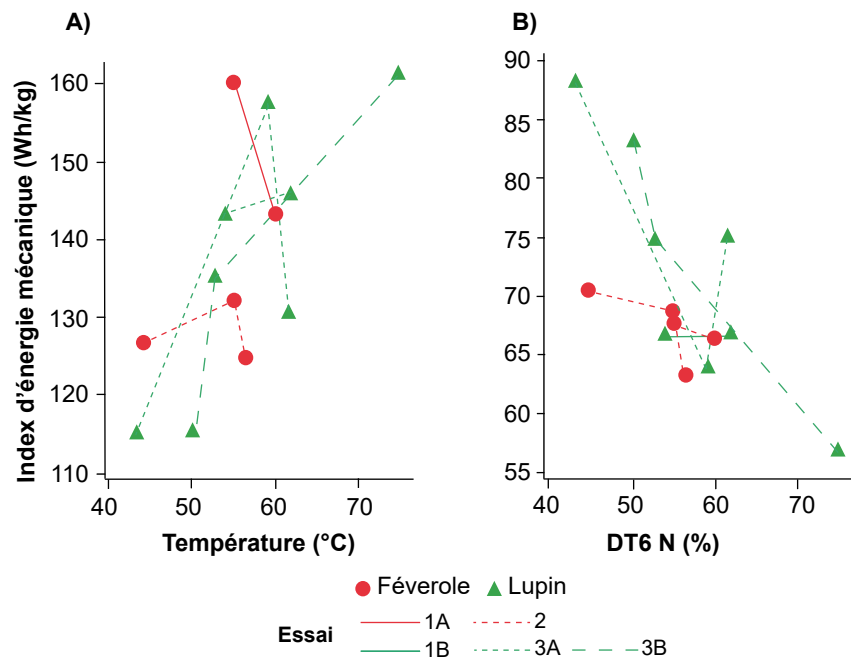 A)
B)
Index d’énergie mécanique (Wh/kg)
160
150
140
130
120
110
40
50
60
70
Température (°C)
90
85
80
75
70
65
60
55
40
50
60
70
DT6 N (%)
Féverole Lupin
Essai
1A 2
1B 3A 3B